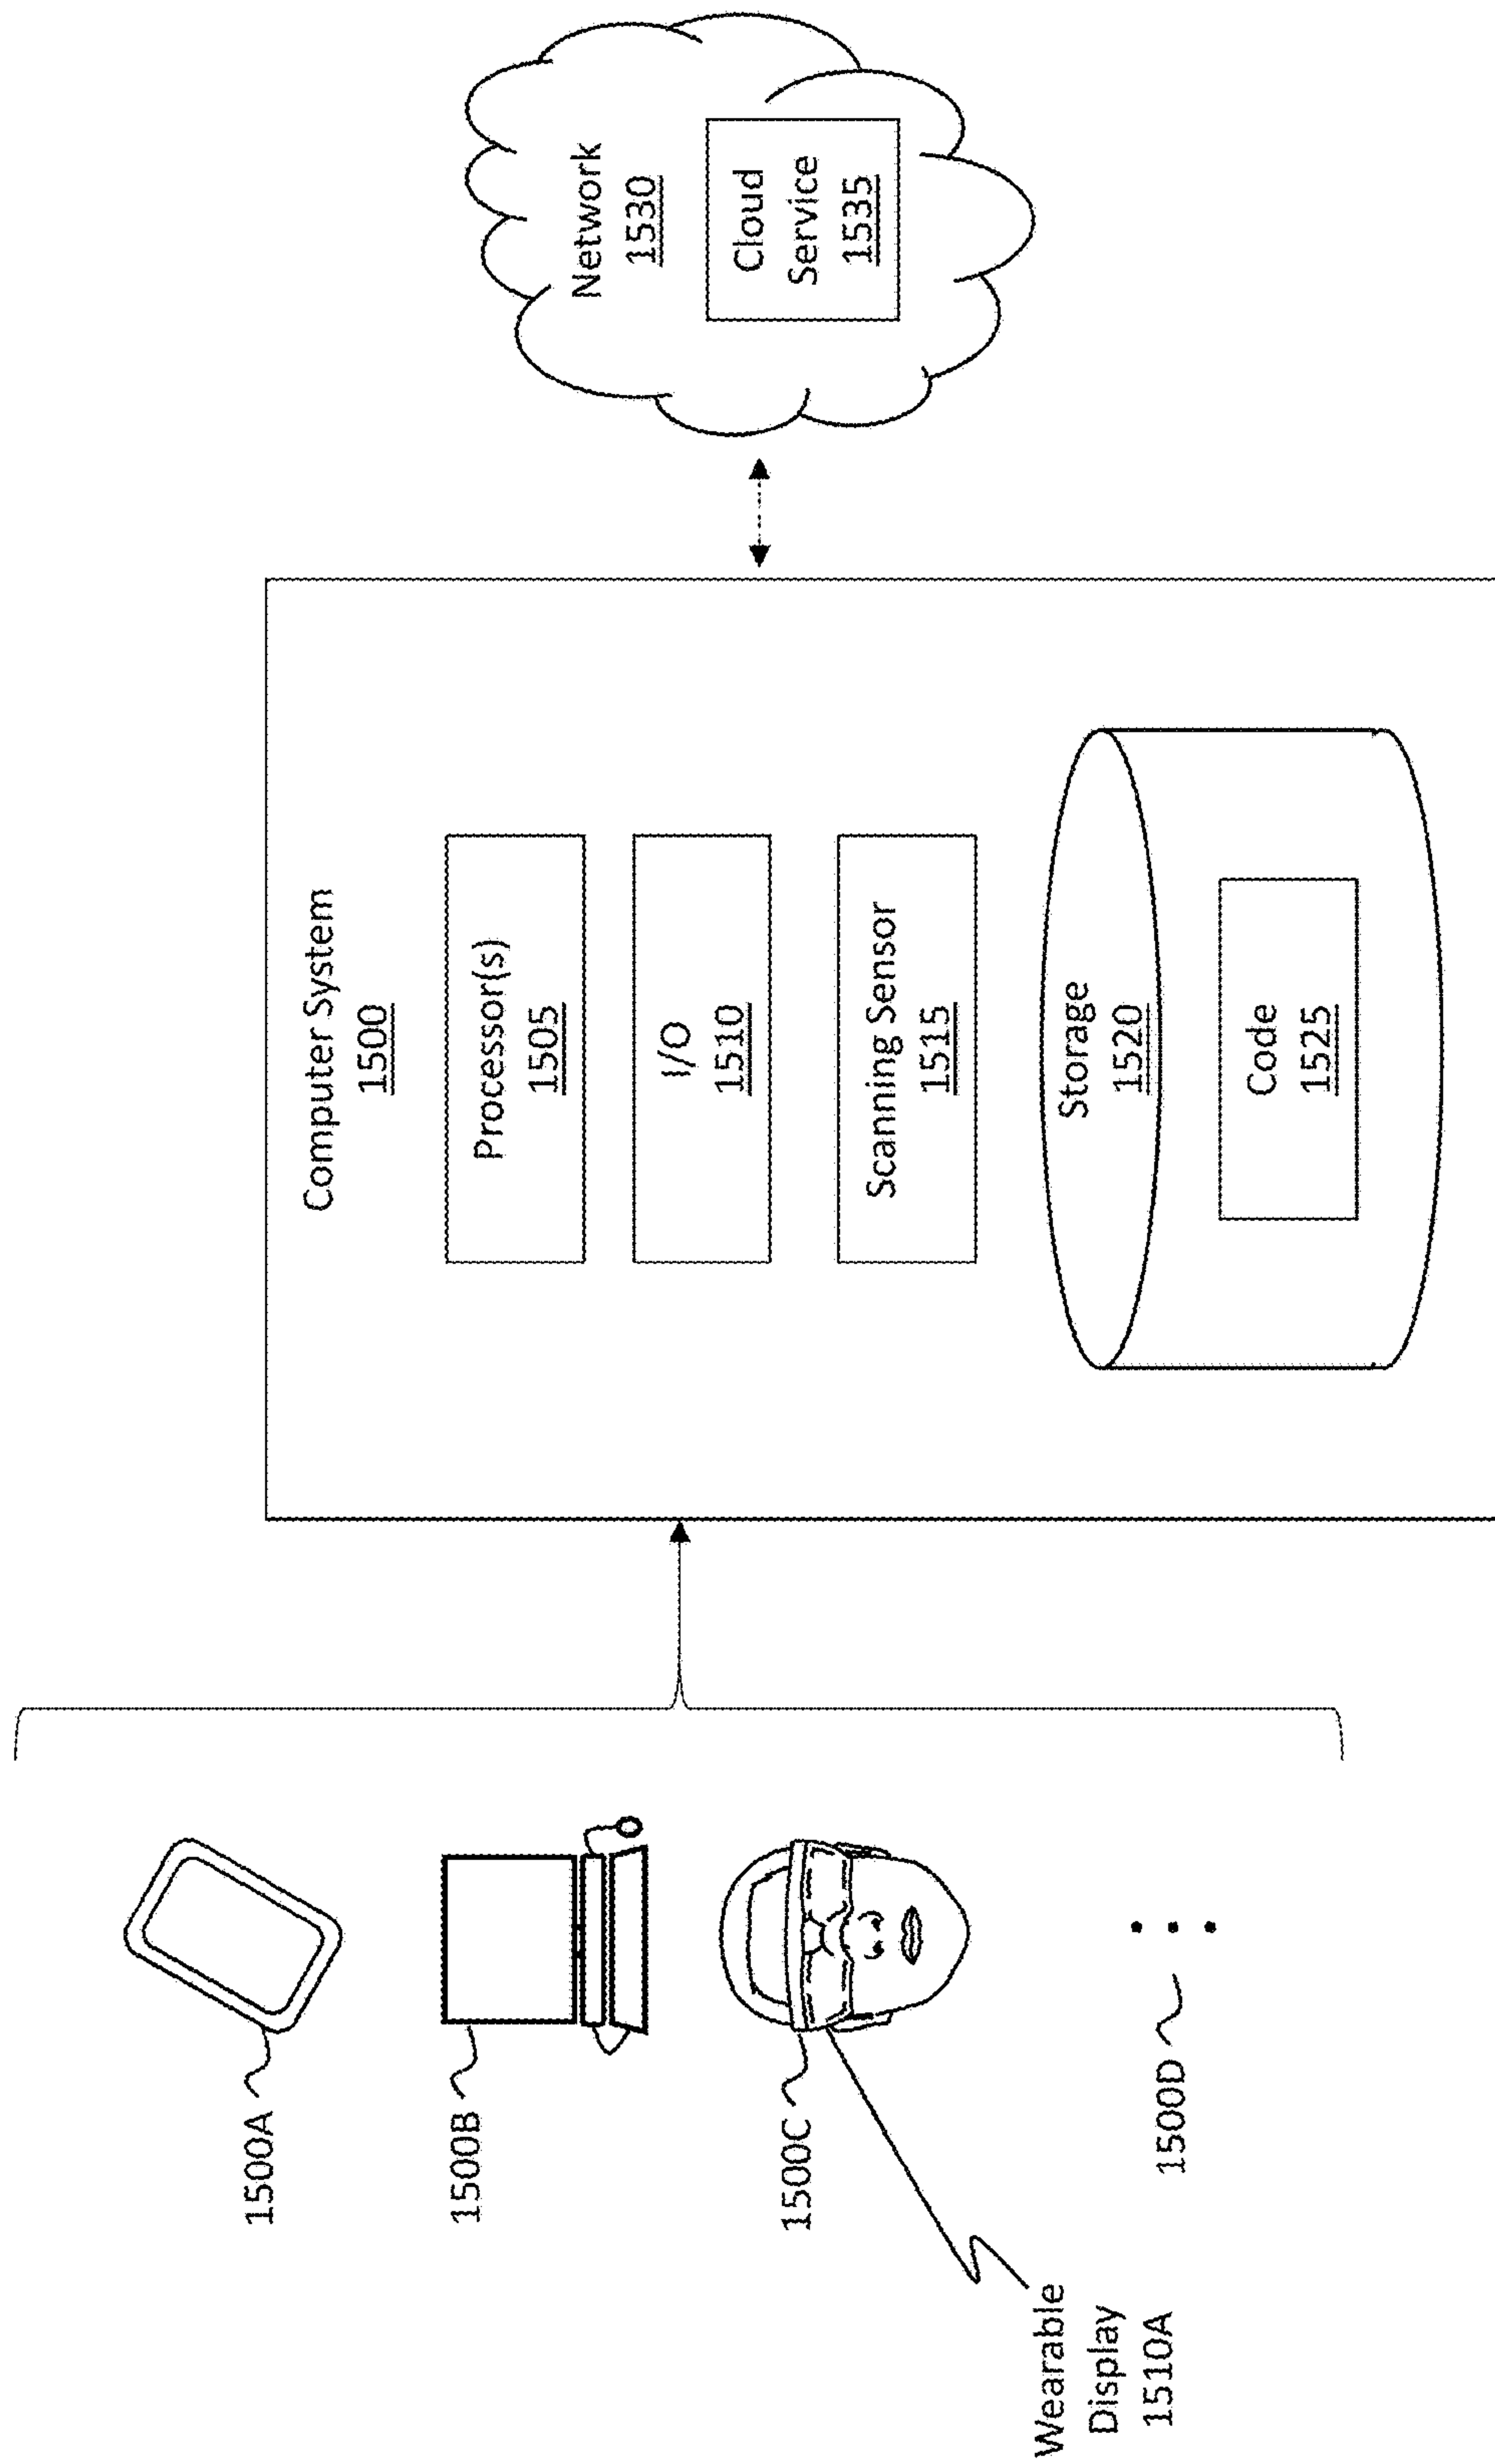 1500A
1500B
1500C
Wearable
Display
1510A
1500D
Computer System
1500
Processor(s)
1505
I/O
1510
Scanning Sensor
1515
Storage
1520
Code
1525
Network
1530
Cloud
Service
1535